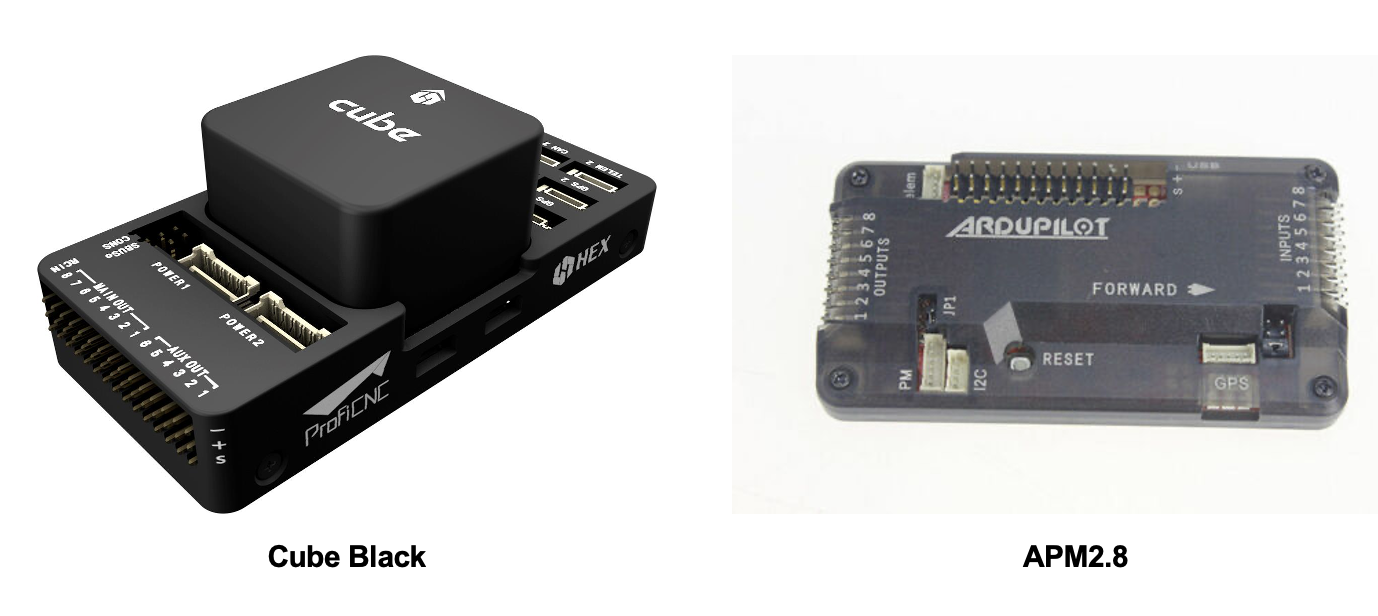 cube
CAN 2
TELEM 2
GPS 2
GPS
HEX
CONS
SBUSo
RCIN
POWER1
POWER2
MAIN OUT
8 7 6 5 4 3 2 1
AUX OUT
6 5 4 3 2 1
ProfiCNC
- + S
Cube Black
elem
USB
S + -
ARDUPILOT
OUTPUTS
1 2 3 4 5 6 7 8
INPUTS
1 2 3 4 5 6 7 8
FORWARD
JP1
RESET
PM
I2C
GPS
APM2.8